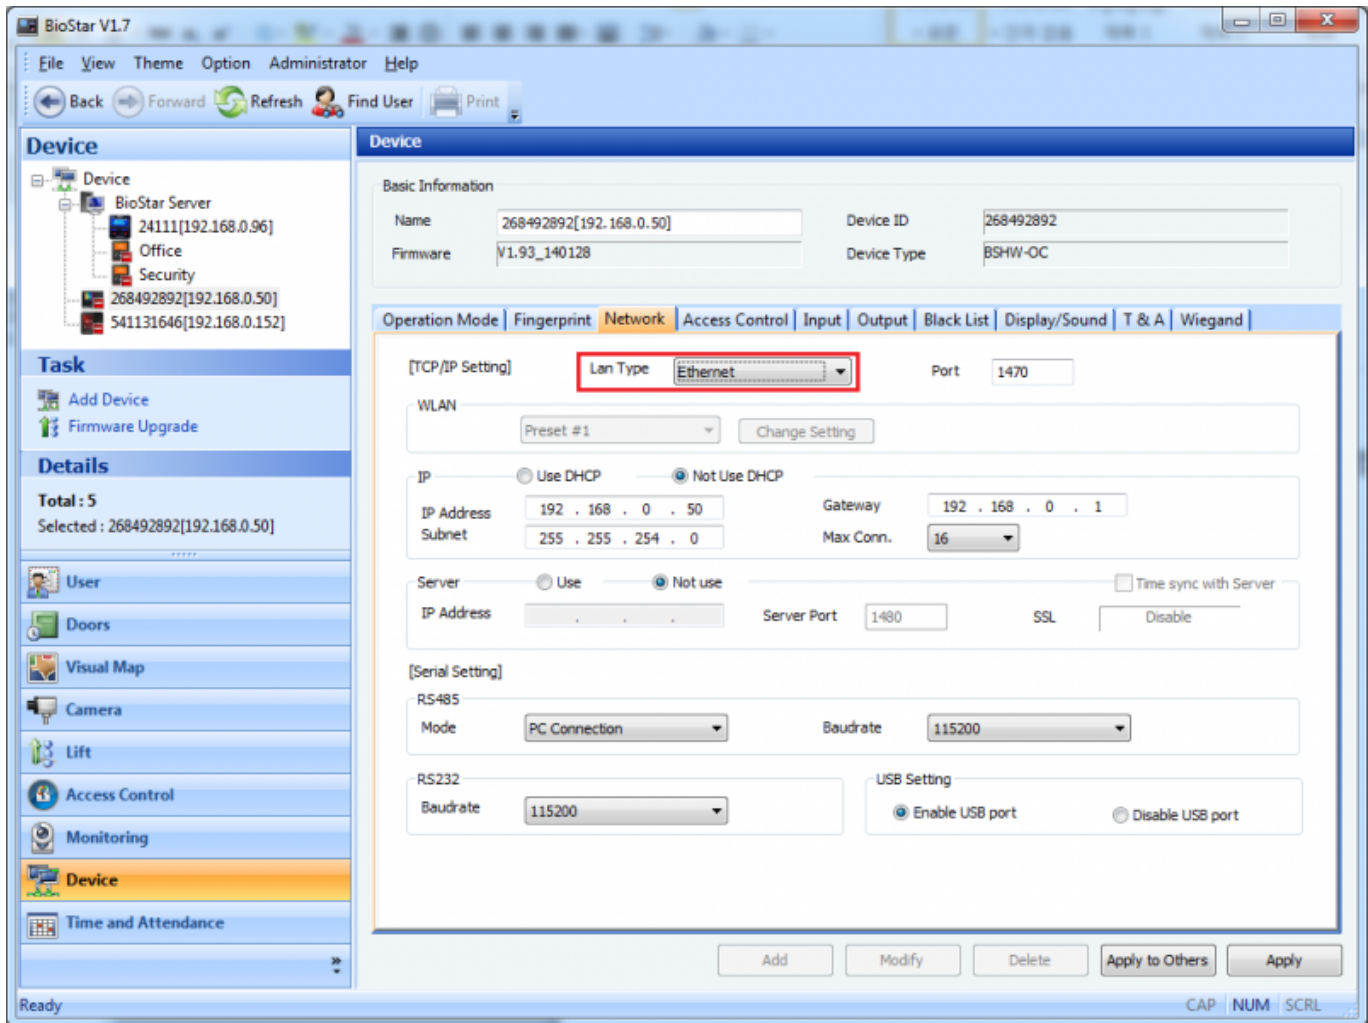 BioStar V1.7
File View Theme Option Administrator Help
Back Forward Refresh Find User Print
Device
Device
BioStar Server
24111[192.168.0.96]
Office
Security
268492892[192.168.0.50]
541131646[192.168.0.152]
Task
Add Device
Firmware Upgrade
Details
Total : 5
Selected : 268492892[192.168.0.50]
User
Doors
Visual Map
Camera
Lift
Access Control
Monitoring
Device
Time and Attendance
Device
Basic Information
Name 268492892[192.168.0.50] Device ID 268492892
Firmware V1.93_140128 Device Type BSHW-OC
Operation Mode Fingerprint Network Access Control Input Output Black List Display/Sound T & A Wiegand
[TCP/IP Setting] Lan Type Ethernet Port 1470
WLAN
Preset #1 Change Setting
IP Use DHCP Not Use DHCP
IP Address 192 . 168 . 0 . 50 Gateway 192 . 168 . 0 . 1
Subnet 255 . 255 . 254 . 0 Max Conn. 16
Server Use Not use Time sync with Server
IP Address . . . Server Port 1480 SSL Disable
[Serial Setting]
RS485
Mode PC Connection Baudrate 115200
RS232 USB Setting
Baudrate 115200 Enable USB port Disable USB port
Add Modify Delete Apply to Others Apply
Ready CAP NUM SCRL